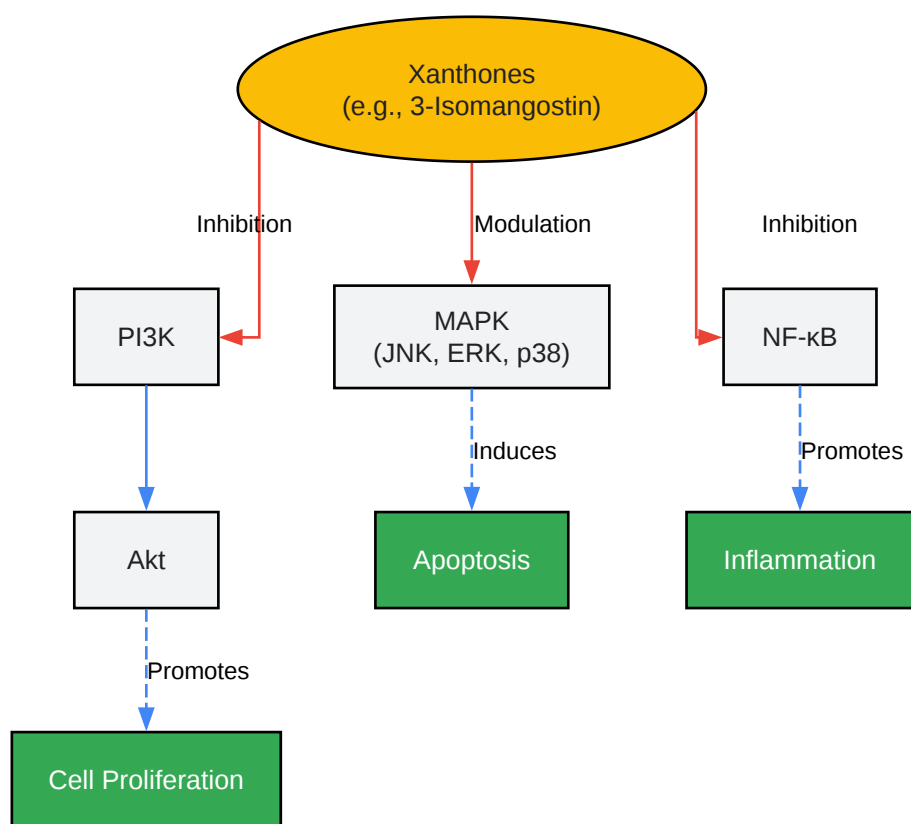 Xanthones
(e.g., 3-Isomangostin)
Inhibition
Modulation
Inhibition
PI3K
MAPK
(JNK, ERK, p38)
NF-κB
Induces
Promotes
Akt
Apoptosis
Inflammation
Promotes
Cell Proliferation